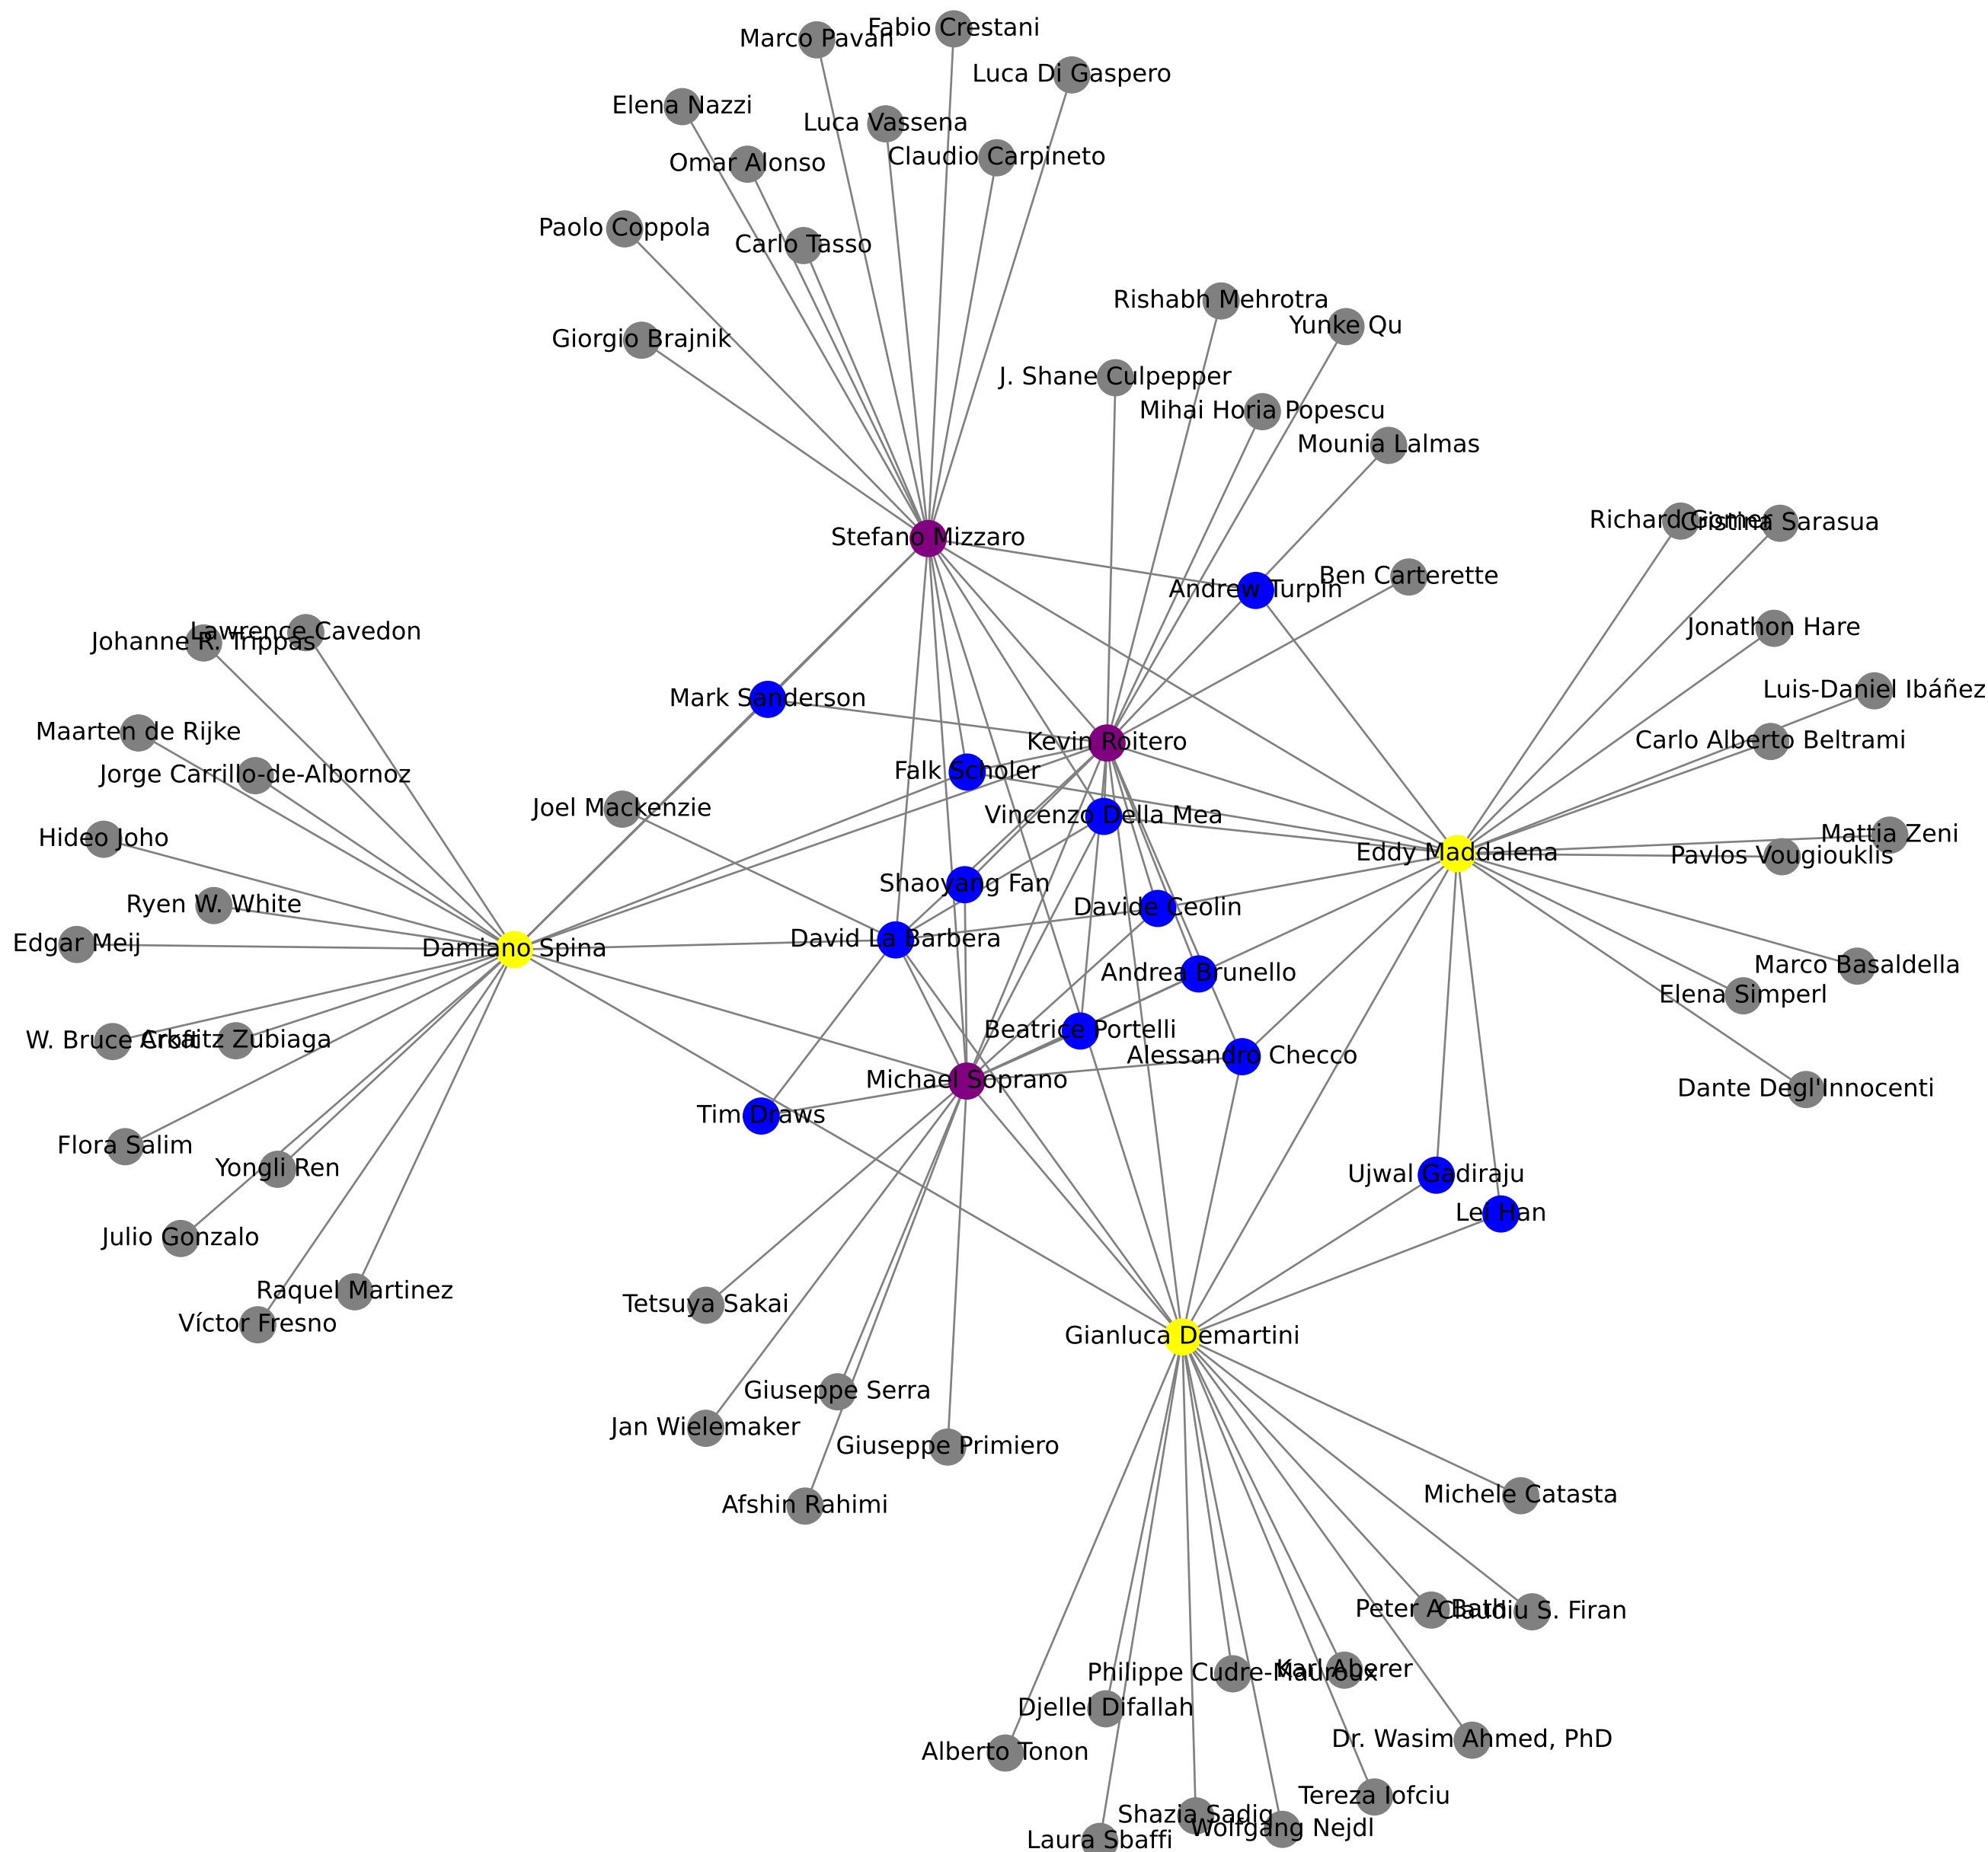 Fabio Crestani
Marco Pavan
Luca Di Gaspero
Elena Nazzi
Luca Vassena
Claudio Carpineto
Omar Alonso
Paolo Coppola
Carlo Tasso
Rishabh Mehrotra
Yunke Qu
Giorgio Brajnik
J. Shane Culpepper
Mihai Horia Popescu
Mounia Lalmas
Richard Gomer
Cristina Sarasua
Stefano Mizzaro
Ben Carterette
Andrew Turpin
Jonathon Hare
Lawrence Cavedon
Johanne R. Trippas
Luis-Daniel Ibáñez
Mark Sanderson
Maarten de Rijke
Kevin Roitero
Carlo Alberto Beltrami
Jorge Carrillo-de-Albornoz
Falk Scholer
Joel Mackenzie
Vincenzo Della Mea
Mattia Zeni
Hideo Joho
Eddy Maddalena
Pavlos Vougiouklis
Shaoyang Fan
Ryen W. White
Davide Ceolin
Edgar Meij
Damiano Spina
David La Barbera
Marco Basaldella
Andrea Brunello
Elena Simperl
Beatrice Portelli
W. Bruce Croft
Arkaitz Zubiaga
Alessandro Checco
Michael Soprano
Dante Degl'Innocenti
Tim Draws
Flora Salim
Yongli Ren
Ujwal Gadiraju
Lei Han
Julio Gonzalo
Raquel Martinez
Tetsuya Sakai
Víctor Fresno
Gianluca Demartini
Giuseppe Serra
Jan Wielemaker
Giuseppe Primiero
Michele Catasta
Afshin Rahimi
Peter A Bath
Claudiu S. Firan
Philippe Cudre-Mauroux
Karl Aberer
Djellel Difallah
Dr. Wasim Ahmed, PhD
Alberto Tonon
Tereza Iofciu
Shazia Sadiq
Wolfgang Nejdl
Laura Sbaffi